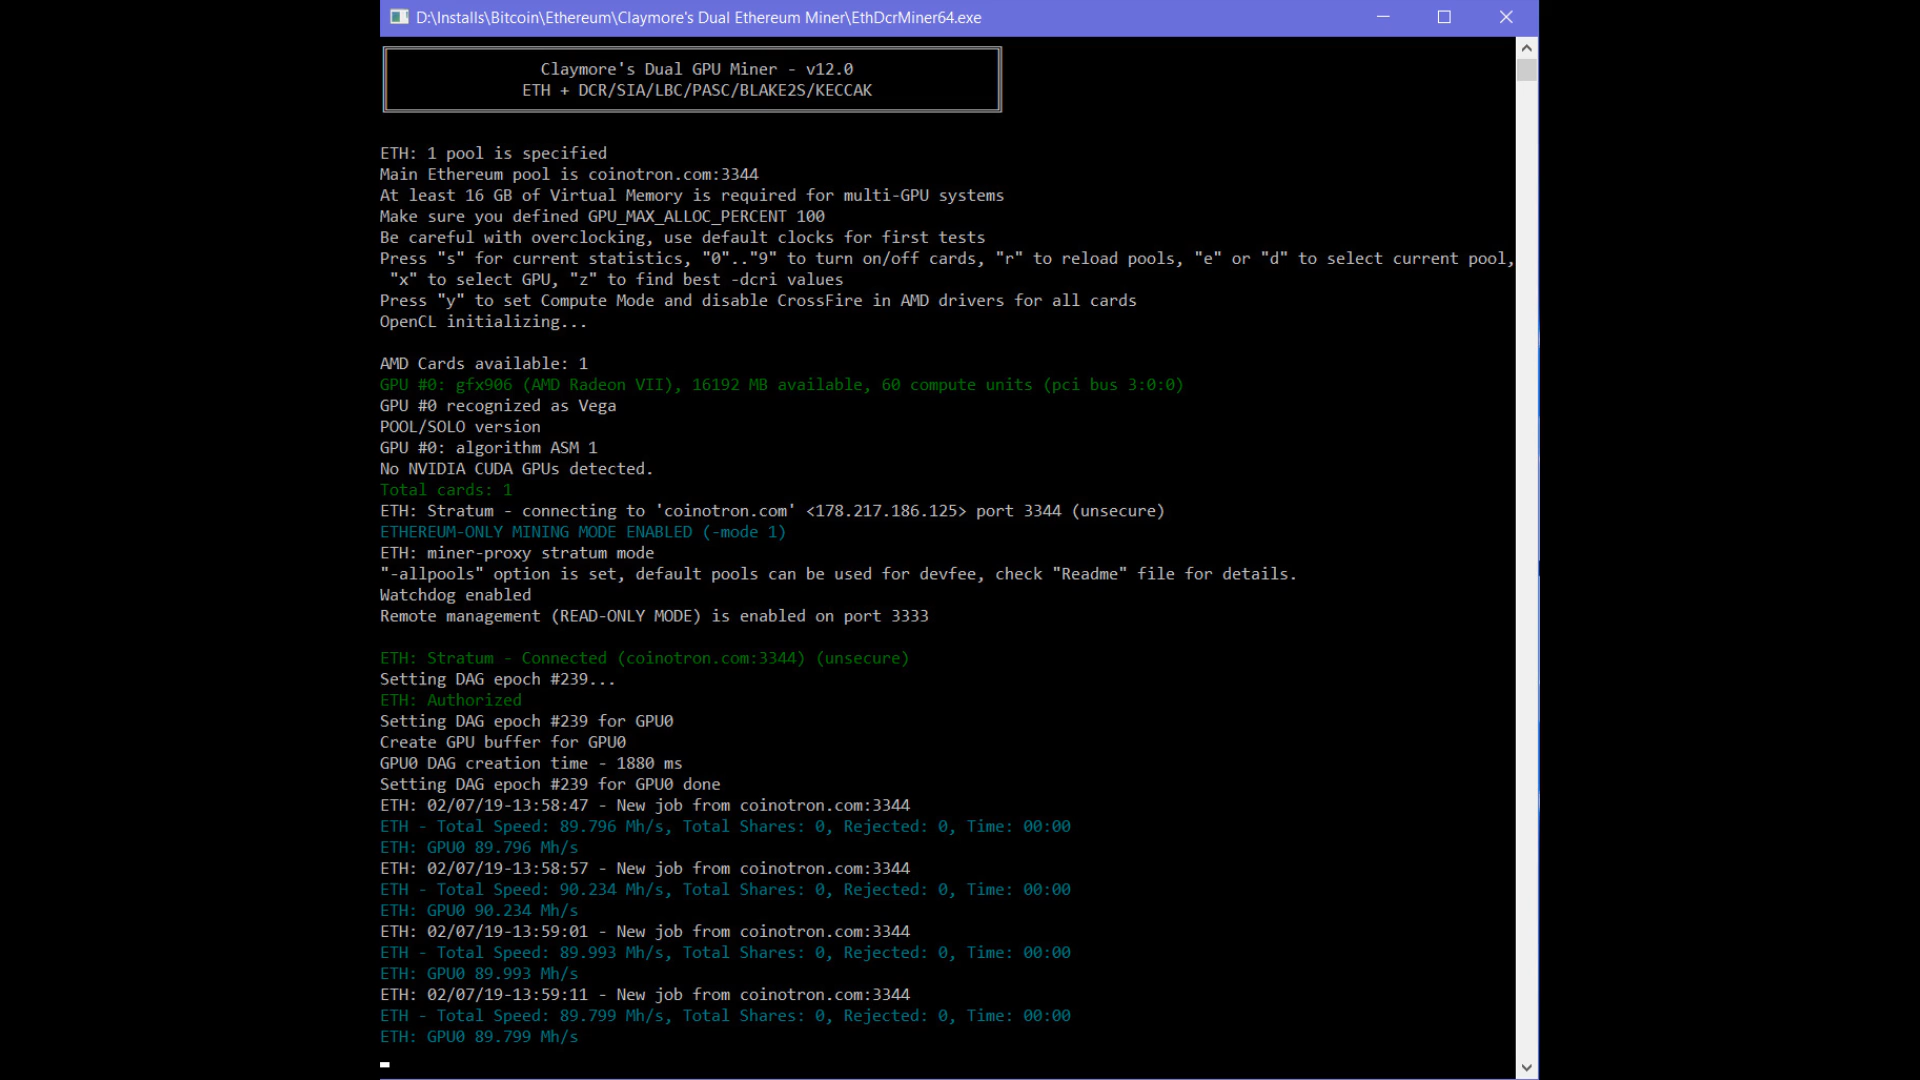 D:\Installs\Bitcoin\Ethereum\Claymore's Dual Ethereum Miner\EthDcrMiner64.exe
Claymore's Dual GPU Miner - v12.0
ETH + DCR/SIA/LBC/PASC/BLAKE2S/KECCAK
ETH: 1 pool is specified
Main Ethereum pool is coinotron.com:3344
At least 16 GB of Virtual Memory is required for multi-GPU systems
Make sure you defined GPU_MAX_ALLOC_PERCENT 100
Be careful with overclocking, use default clocks for first tests
Press "s" for current statistics, "0".."9" to turn on/off cards, "r" to reload pools, "e" or "d" to select current pool,
"x" to select GPU, "z" to find best -dcri values
Press "y" to set Compute Mode and disable CrossFire in AMD drivers for all cards
OpenCL initializing...
AMD Cards available: 1
GPU #0: gfx906 (AMD Radeon VII), 16192 MB available, 60 compute units (pci bus 3:0:0)
GPU #0 recognized as Vega
POOL/SOLO version
GPU #0: algorithm ASM 1
No NVIDIA CUDA GPUs detected.
Total cards: 1
ETH: Stratum - connecting to 'coinotron.com' <178.217.186.125> port 3344 (unsecure)
ETHEREUM-ONLY MINING MODE ENABLED (-mode 1)
ETH: miner-proxy stratum mode
"-allpools" option is set, default pools can be used for devfee, check "Readme" file for details.
Watchdog enabled
Remote management (READ-ONLY MODE) is enabled on port 3333
ETH: Stratum - Connected (coinotron.com:3344) (unsecure)
Setting DAG epoch #239...
ETH: Authorized
Setting DAG epoch #239 for GPU0
Create GPU buffer for GPU0
GPU0 DAG creation time - 1880 ms
Setting DAG epoch #239 for GPU0 done
ETH: 02/07/19-13:58:47 - New job from coinotron.com:3344
ETH - Total Speed: 89.796 Mh/s, Total Shares: 0, Rejected: 0, Time: 00:00
ETH: GPU0 89.796 Mh/s
ETH: 02/07/19-13:58:57 - New job from coinotron.com:3344
ETH - Total Speed: 90.234 Mh/s, Total Shares: 0, Rejected: 0, Time: 00:00
ETH: GPU0 90.234 Mh/s
ETH: 02/07/19-13:59:01 - New job from coinotron.com:3344
ETH - Total Speed: 89.993 Mh/s, Total Shares: 0, Rejected: 0, Time: 00:00
ETH: GPU0 89.993 Mh/s
ETH: 02/07/19-13:59:11 - New job from coinotron.com:3344
ETH - Total Speed: 89.799 Mh/s, Total Shares: 0, Rejected: 0, Time: 00:00
ETH: GPU0 89.799 Mh/s